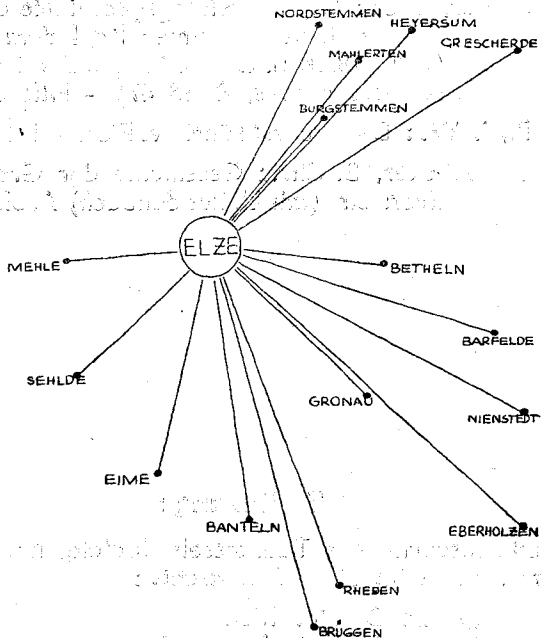 NORDSTEMMEN
HEYERSUM
GRESCHERDE
MAHLERTEN
BURGSTEMMEN
ELZE
MEHLE
BETHELN
BARFELDE
SEHLDE
GRONAU
NIENSTEDT
EIME
BANTELN
EBERHOLZEN
RHEDEN
BRÜGGEN